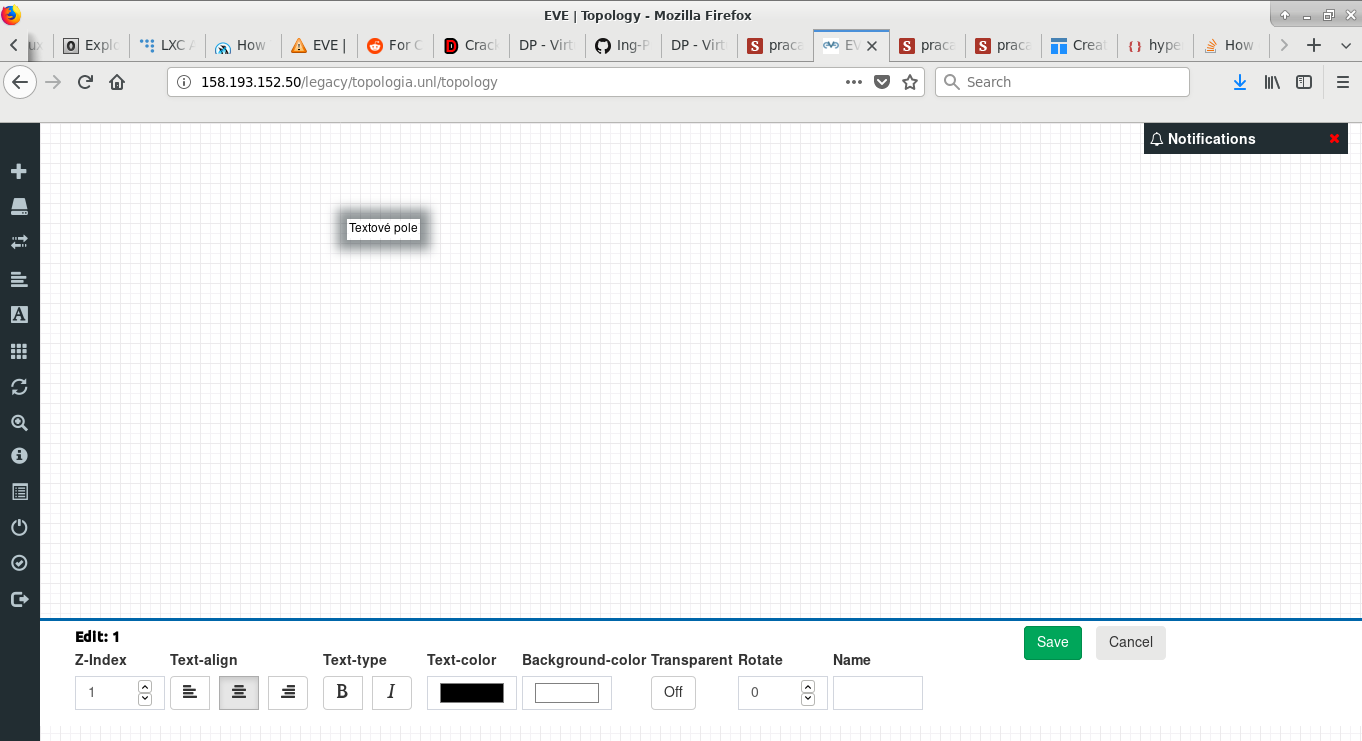 EVE | Topology - Mozilla Firefox
Explo
LXC
How
EVE |
For C
Crack
DP - Virt
Ing-P
DP - Virt
praca
EV
praca
praca
Creat
hype
How
158.193.152.50/legacy/topologia.unl/topology
Search
Notifications
Textové pole
Edit: 1
Save
Cancel
Z-Index
Text-align
Text-type
Text-color
Background-color
Transparent
Rotate
Name
1
B
I
Off
0